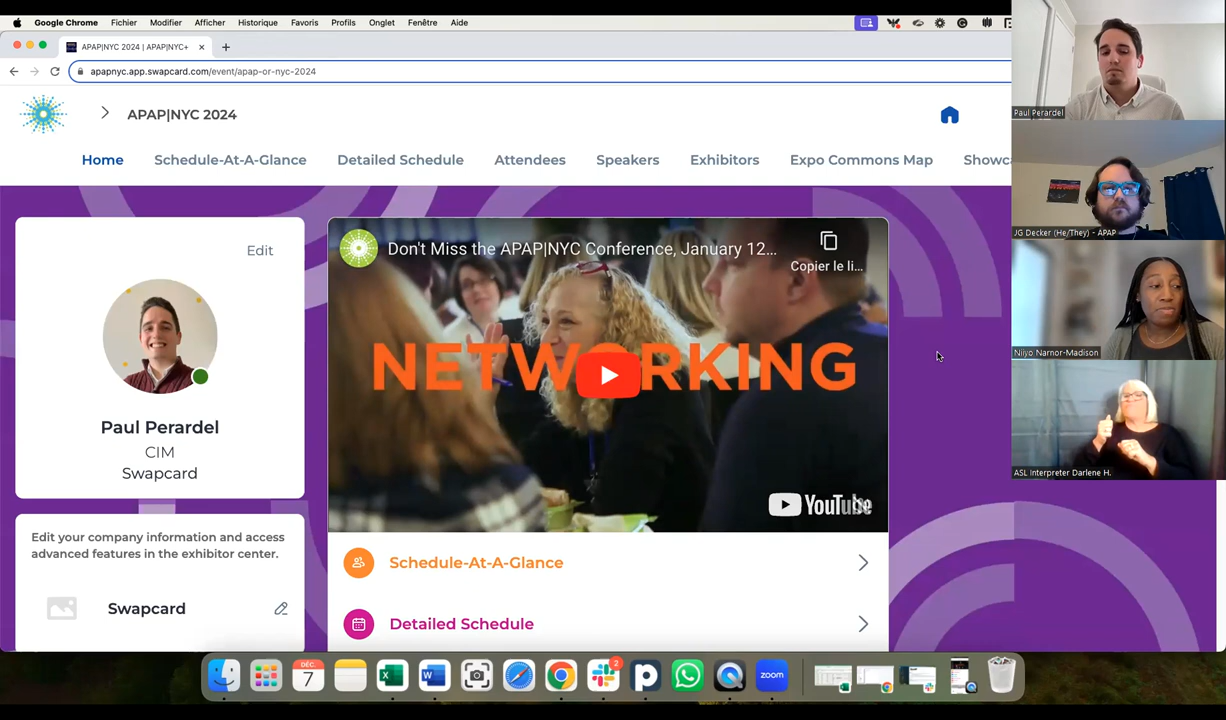 Google Chrome Fichier Modifier Afficher Historique Favoris Profils Onglet Fenêtre Aide
APAP|NYC 2024 | APAP|NYC+
apapnyc.app.swapcard.com/event/apap-or-nyc-2024
APAP|NYC 2024
Home Schedule-At-A-Glance Detailed Schedule Attendees Speakers Exhibitors Expo Commons Map Showc
Edit
Paul Perardel
CIM
Swapcard
Edit your company information and access
advanced features in the exhibitor center.
Swapcard
Don't Miss the APAP|NYC Conference, January 12...
Copier le li...
NETWORKING
YouTube
Schedule-At-A-Glance
Detailed Schedule
Paul Perardel
JG Decker (He/They) - APAP
Niiyo Narnor-Madison
ASL Interpreter Darlene H.
DÉC.
7
2
zoom